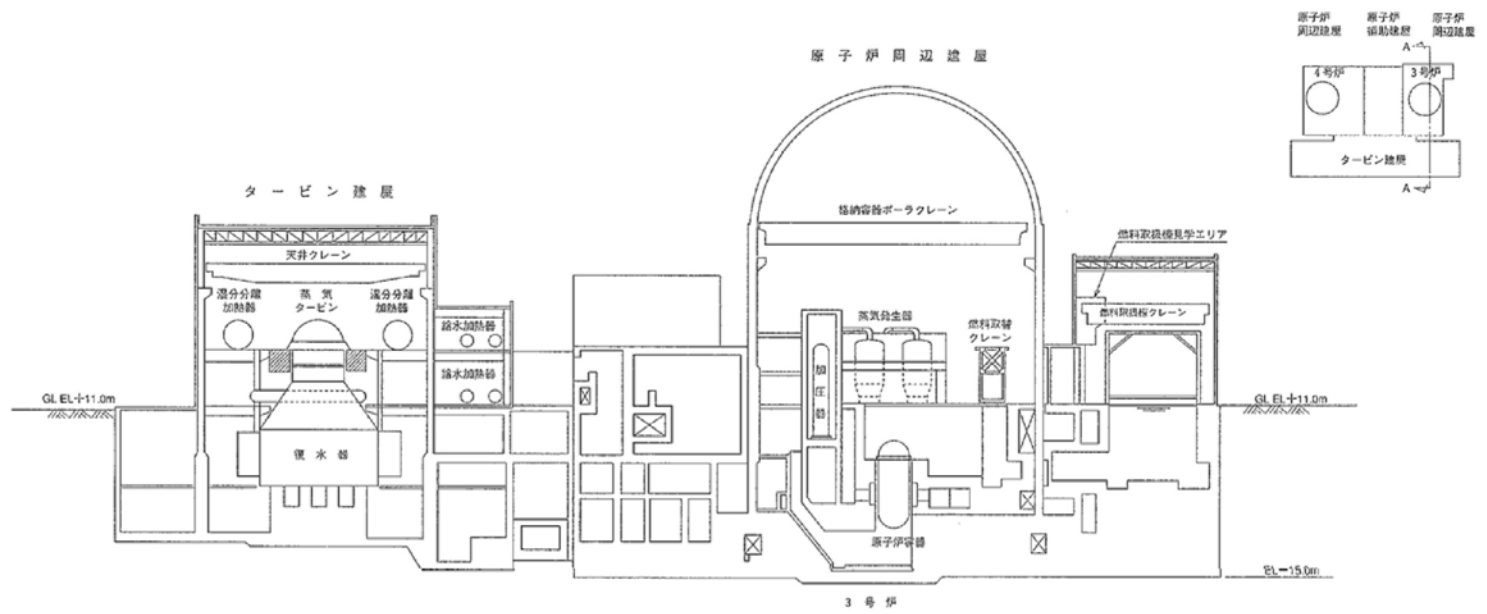 原子炉周辺建屋
タービン建屋
原子炉
周辺建屋
原子炉
補助建屋
原子炉
周辺建屋
A
4号炉
3号炉
タービン建屋
A
格納容器ポーラクレーン
燃料取扱棟見学エリア
天井クレーン
湿分分離
加熱器
蒸気
タービン
湿分分離
加熱器
給水加熱器
蒸気発生器
燃料取替
クレーン
燃料取扱棟クレーン
給水加熱器
加圧器
GL EL+11.0m
GL EL+11.0m
復水器
原子炉容器
EL-15.0m
3号炉